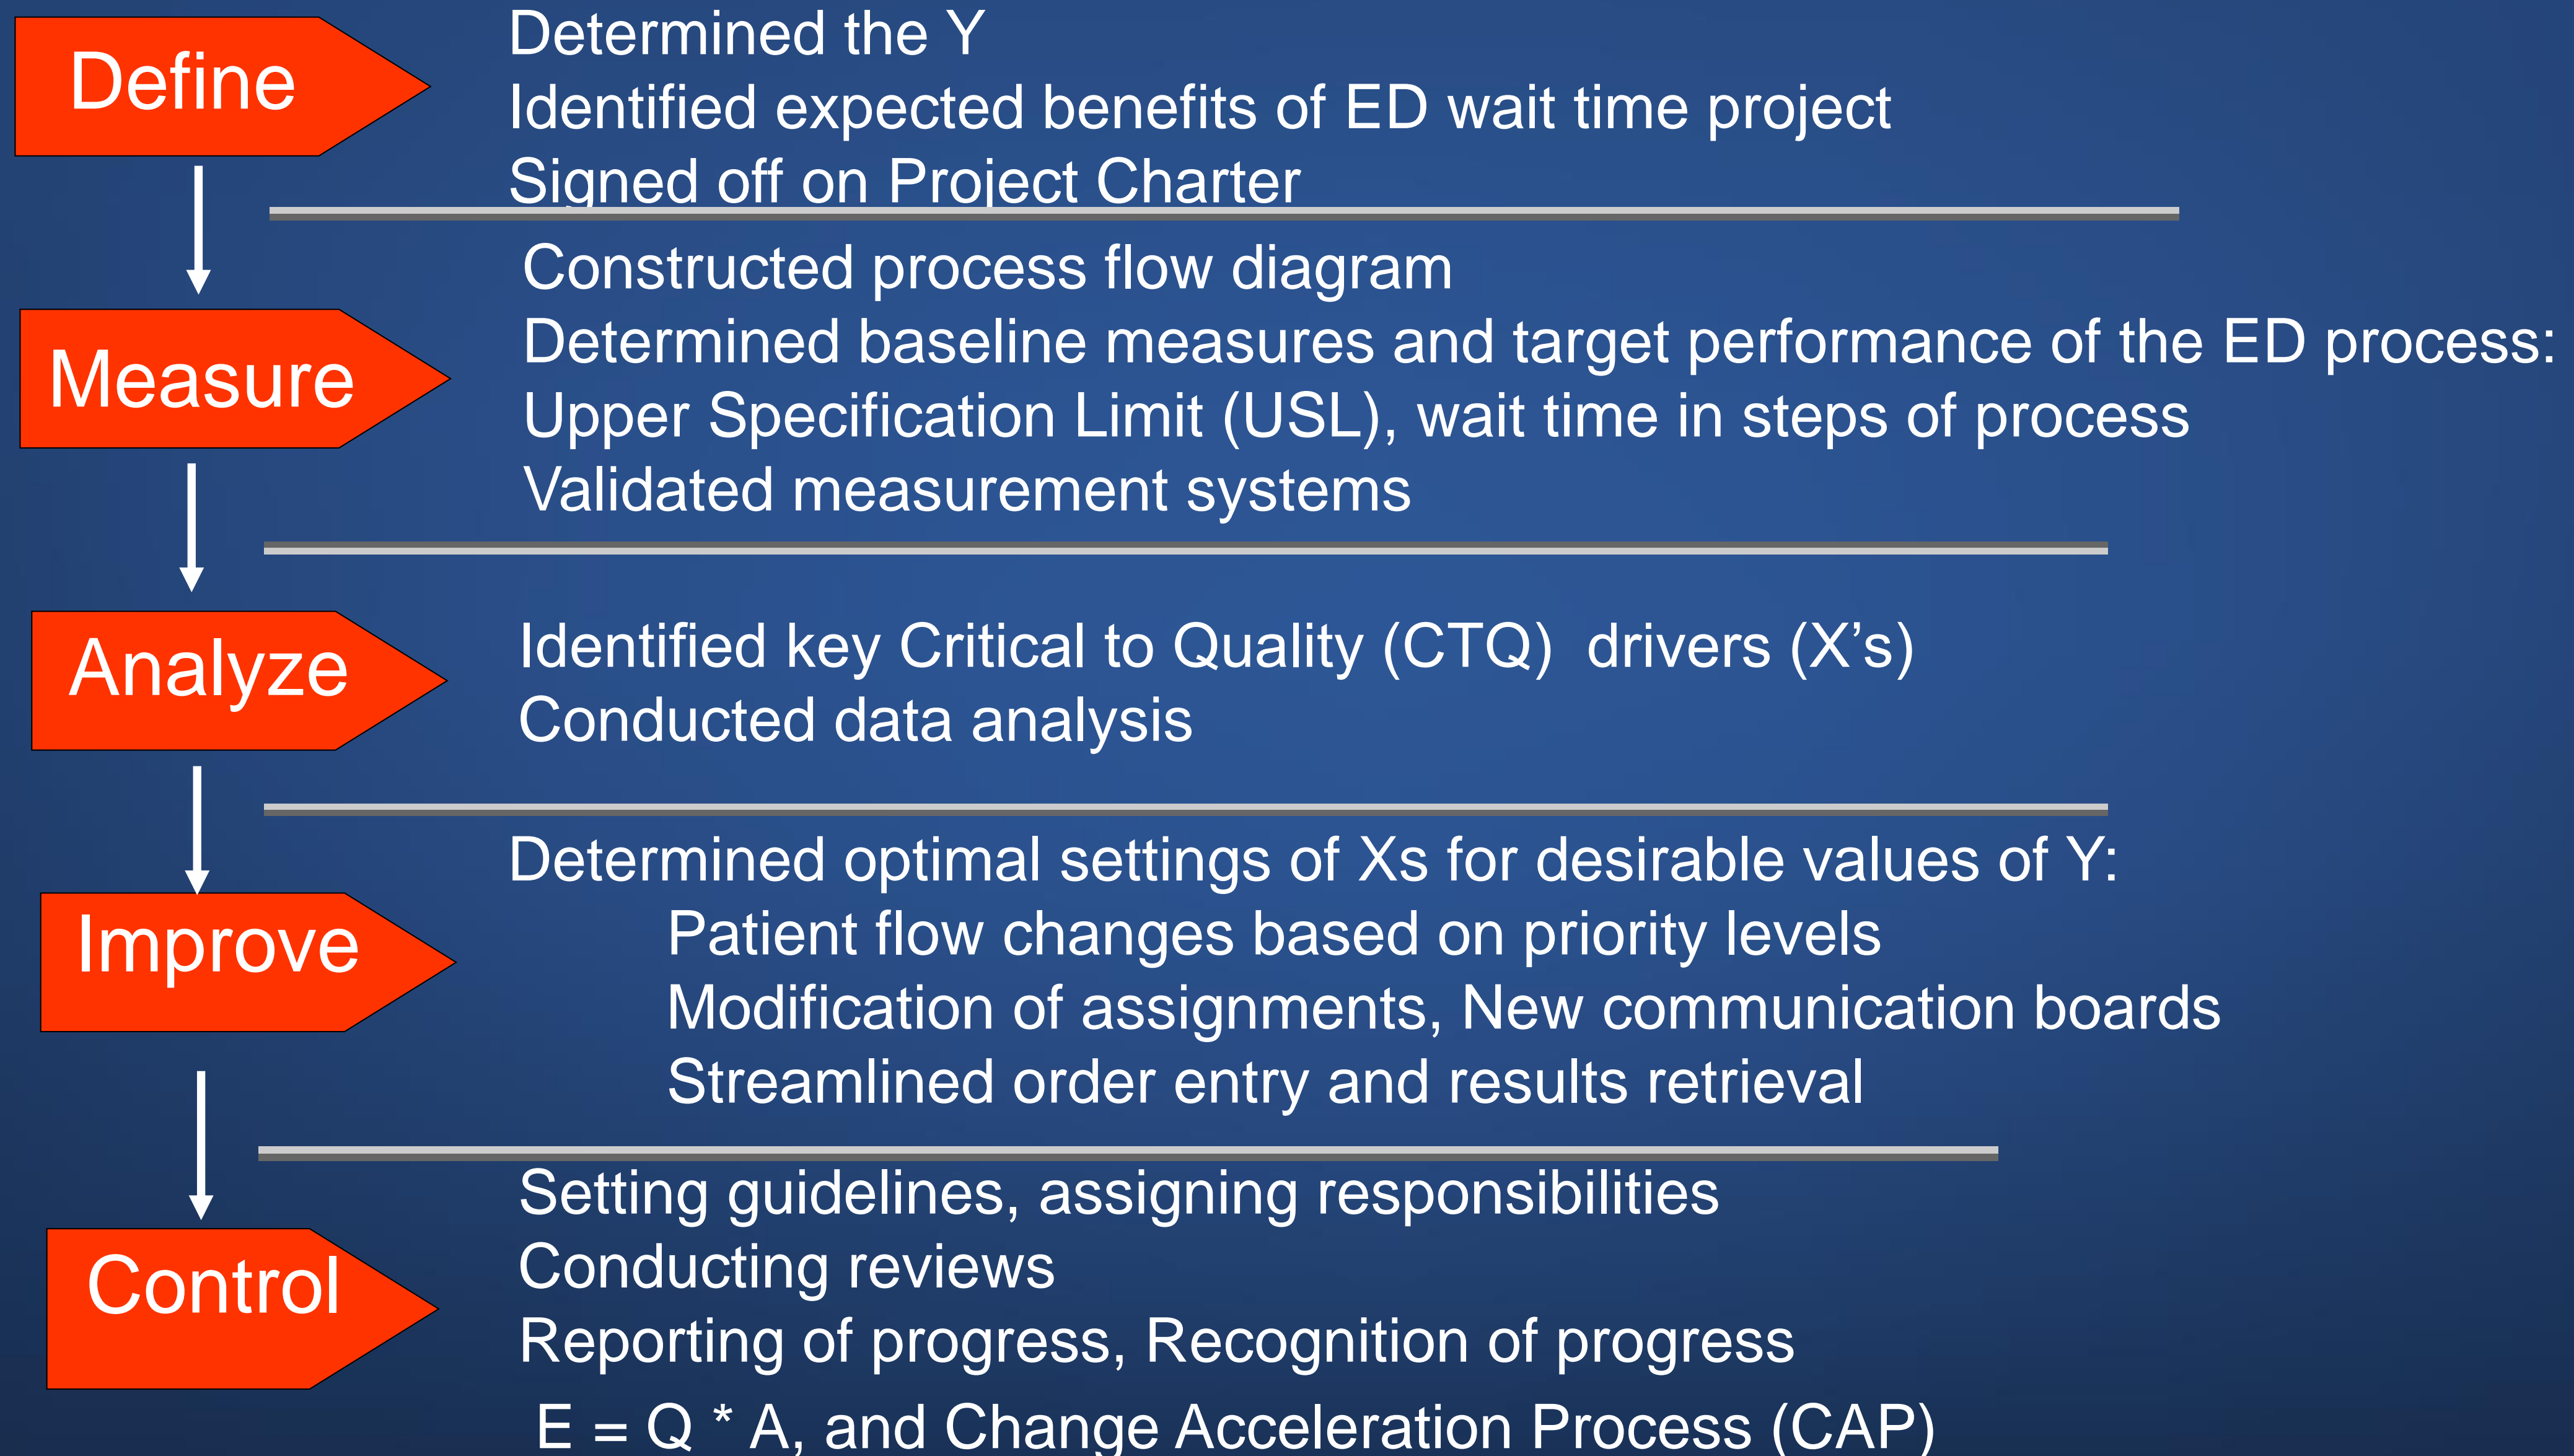 Define
Determined the Y
Identified expected benefits of ED wait time project
Signed off on Project Charter
Measure
Constructed process flow diagram
Determined baseline measures and target performance of the ED process:
Upper Specification Limit (USL), wait time in steps of process
Validated measurement systems
Analyze
Identified key Critical to Quality (CTQ) drivers (X’s)
Conducted data analysis
Improve
Determined optimal settings of Xs for desirable values of Y:
Patient flow changes based on priority levels
Modification of assignments, New communication boards
Streamlined order entry and results retrieval
Control
Setting guidelines, assigning responsibilities
Conducting reviews
Reporting of progress, Recognition of progress
E = Q * A, and Change Acceleration Process (CAP)